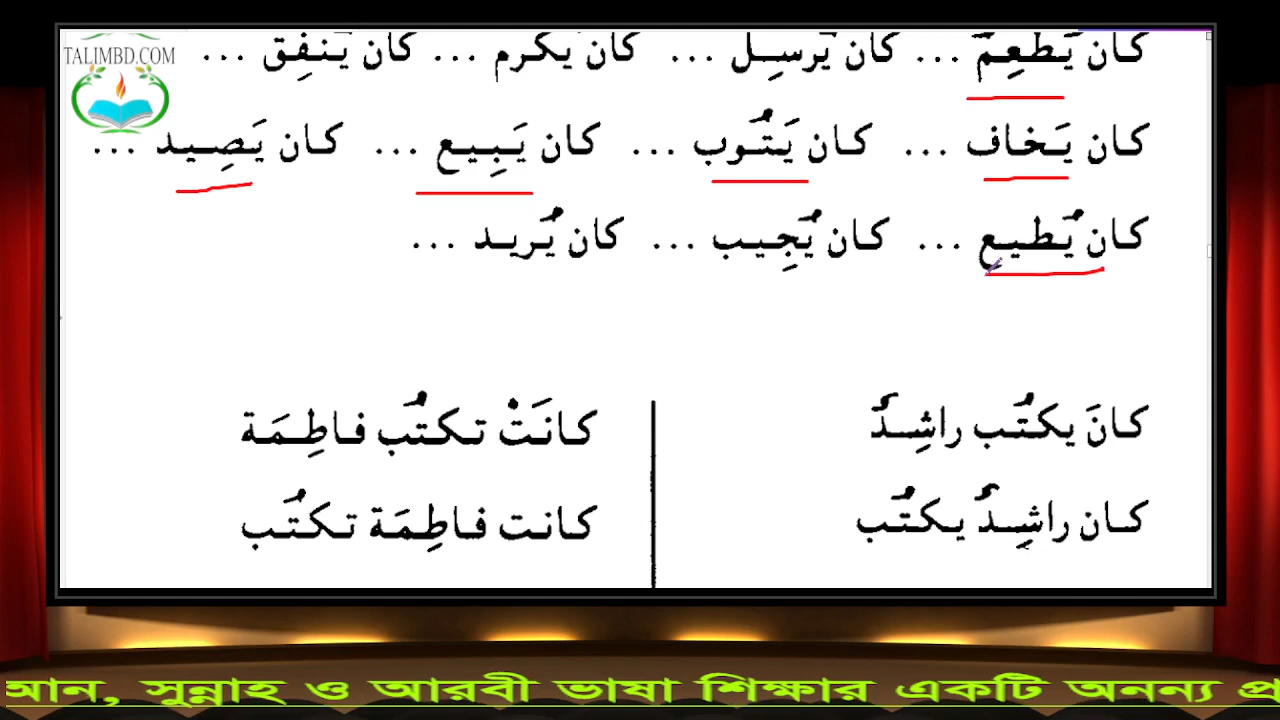 TALIMBD.COM
كان يُطعِم ... كان يُرسِل ... كان يكرم ... كان يُنفِق ...
كان يَخاف ... كان يَتُوب ... كان يَبِيع ... كان يَصِيد ...
كان يُطيع ... كان يُجِيب ... كان يُريد ...
كانَ يكتُب راشِدٌ
كانَتْ تكتُب فاطِمَة
كان راشِدٌ يكتُب
كانت فاطِمَة تكتُب
আন, সুন্নাহ ও আরবী ভাষা শিক্ষার একটি অনন্য প্র